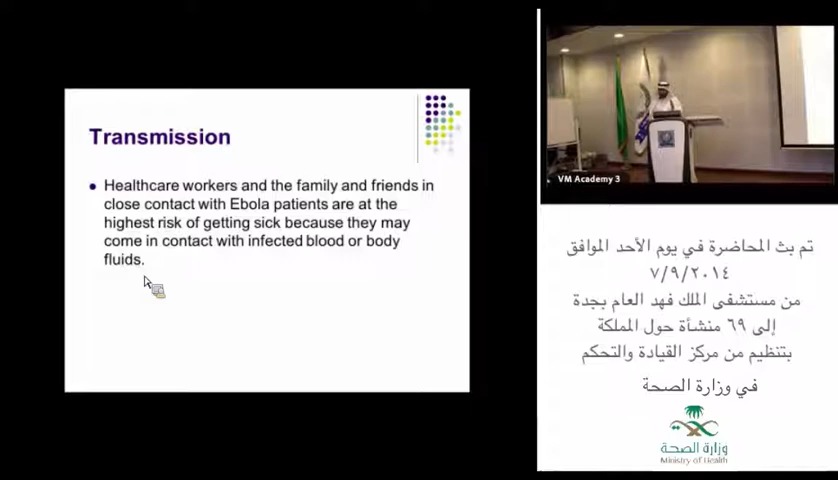 Transmission
Healthcare workers and the family and friends in
close contact with Ebola patients are at the
highest risk of getting sick because they may
come in contact with infected blood or body
fluids.
VM Academy 3
تم بث المحاضرة في يوم الأحد الموافق
٧/٩/٢٠١٤
من مستشفى الملك فهد العام بجدة
إلى ٦٩ منشأة حول المملكة
بتنظيم من مركز القيادة والتحكم
في وزارة الصحة
وزارة الصحة
Ministry of Health